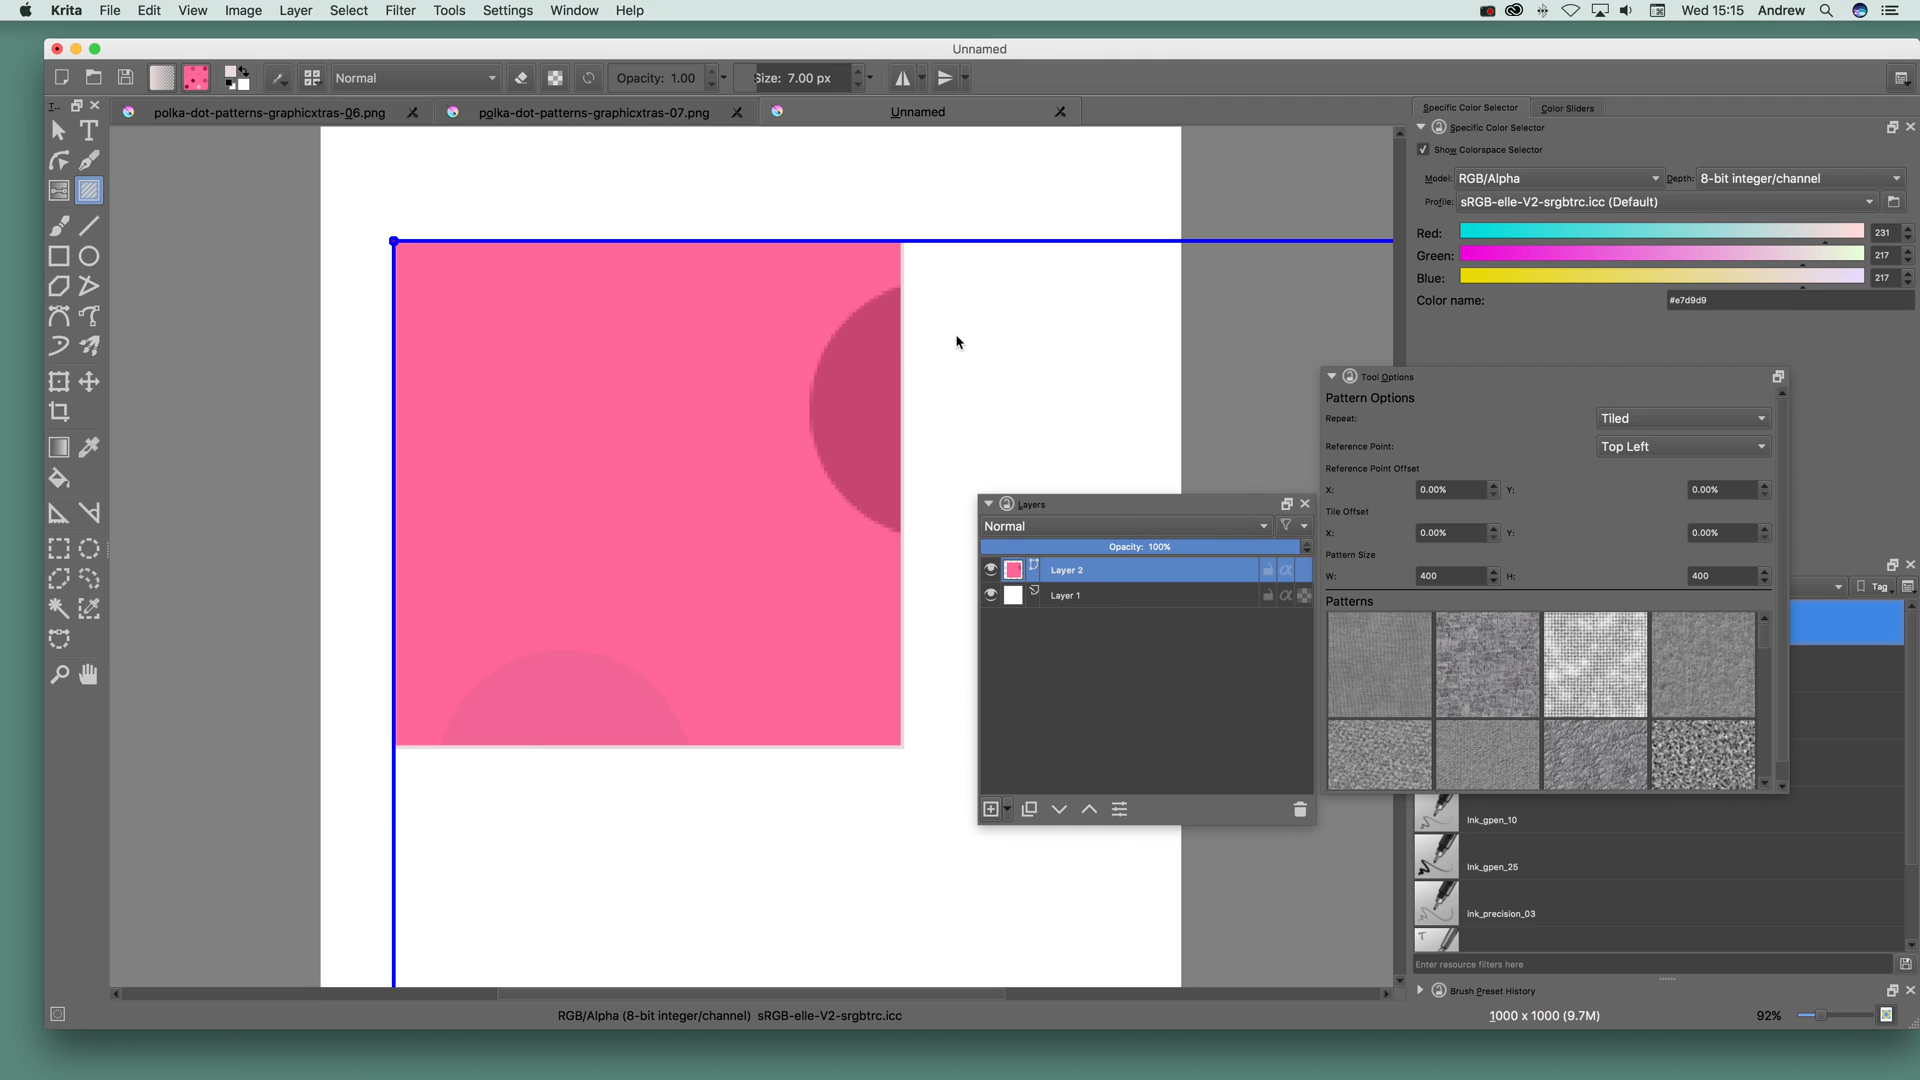 Krita File Edit View Image Layer Select Filter Tools Settings Window Help
Wed 15:15 Andrew
Unnamed
Normal Opacity: 1.00 Size: 7.00 px
I...
polka-dot-patterns-graphicxtras-06.png polka-dot-patterns-graphicxtras-07.png Unnamed
Specific Color Selector Color Sliders
Specific Color Selector
Show Colorspace Selector
Model: RGB/Alpha Depth: 8-bit integer/channel
Profile: sRGB-elle-V2-srgbtrc.icc (Default)
Red: 231
Green: 217
Blue: 217
Color name: #e7d9d9
Tool Options
Pattern Options
Repeat: Tiled
Reference Point: Top Left
Reference Point Offset
X: 0.00% Y: 0.00%
Tile Offset
X: 0.00% Y: 0.00%
Pattern Size
W: 400 H: 400
Patterns
Layers
Normal
Opacity: 100%
Layer 2
Layer 1
Tag
Ink_gpen_10
Ink_gpen_25
ink_precision_03
Enter resource filters here
Brush Preset History
RGB/Alpha (8-bit integer/channel) sRGB-elle-V2-srgbtrc.icc
1000 x 1000 (9.7M) 92%